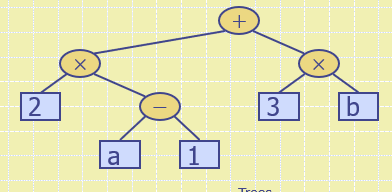 +
× ×
2 − 3 b
a 1
Trees